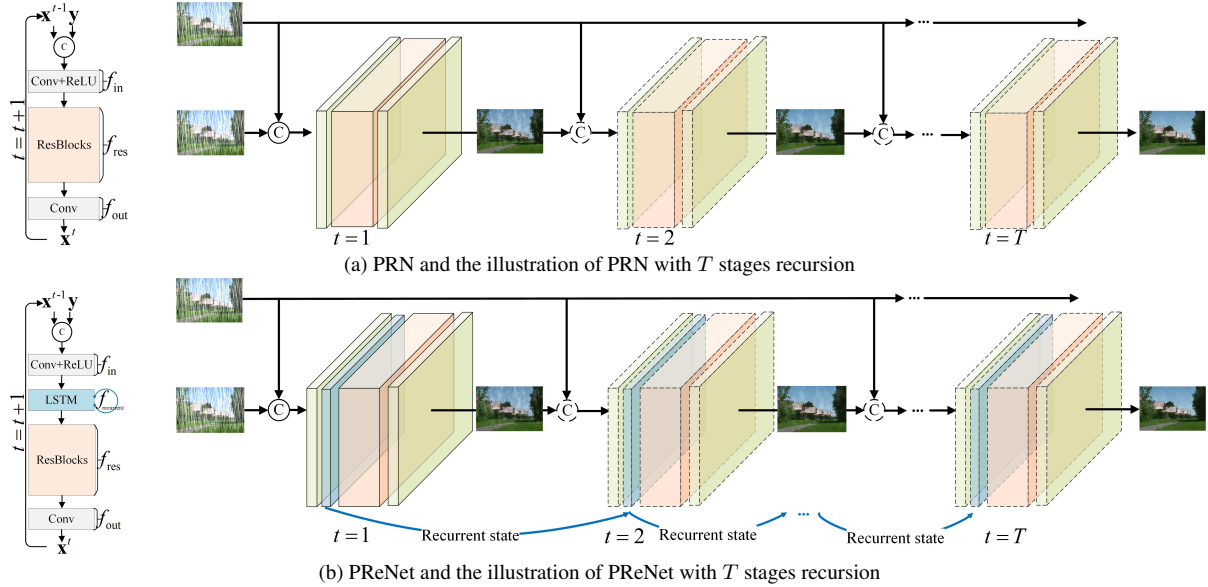 x^{t-1} y
C
Conv+ReLU f_in
ResBlocks f_res
Conv f_out
x^t
t = t + 1
...
C C C ...
t = 1 t = 2 t = T
(a) PRN and the illustration of PRN with T stages recursion
x^{t-1} y
C
Conv+ReLU f_in
LSTM f_recurrent
ResBlocks f_res
Conv f_out
x^t
t = t + 1
...
C C C ...
t = 1 Recurrent state t = 2 Recurrent state ... Recurrent state t = T
(b) PReNet and the illustration of PReNet with T stages recursion